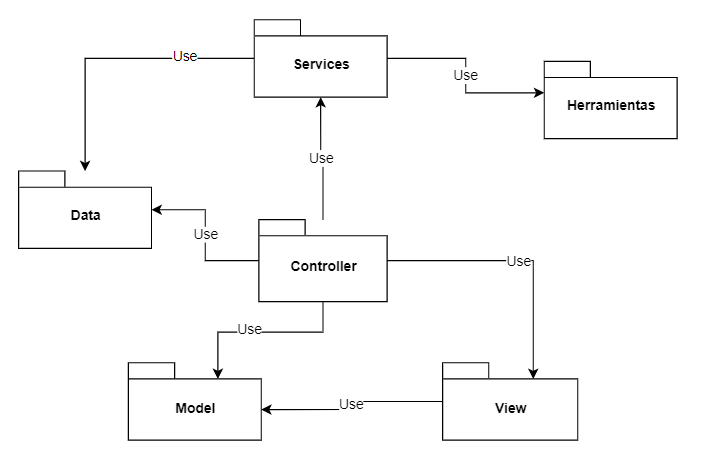 Use
Services
Use
Herramientas
Use
Data
Use
Controller
Use
Use
Model
Use
View